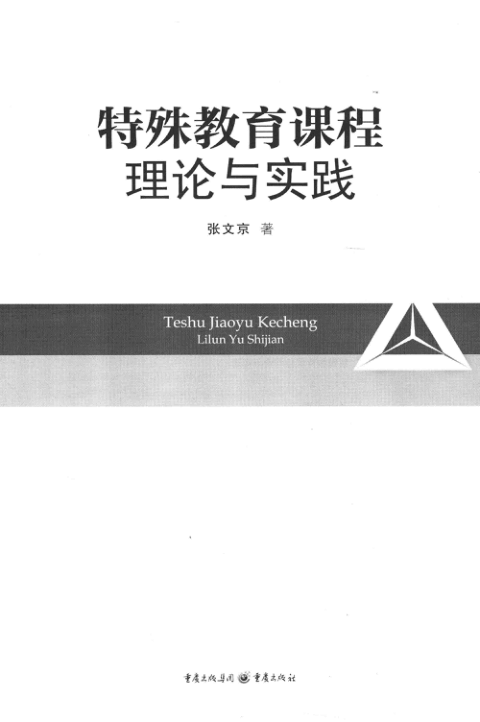 特殊教育课程
理论与实践
张文京 著
Teshu Jiaoyu Kecheng
Lilun Yu Shijian
重庆出版集团 重庆出版社